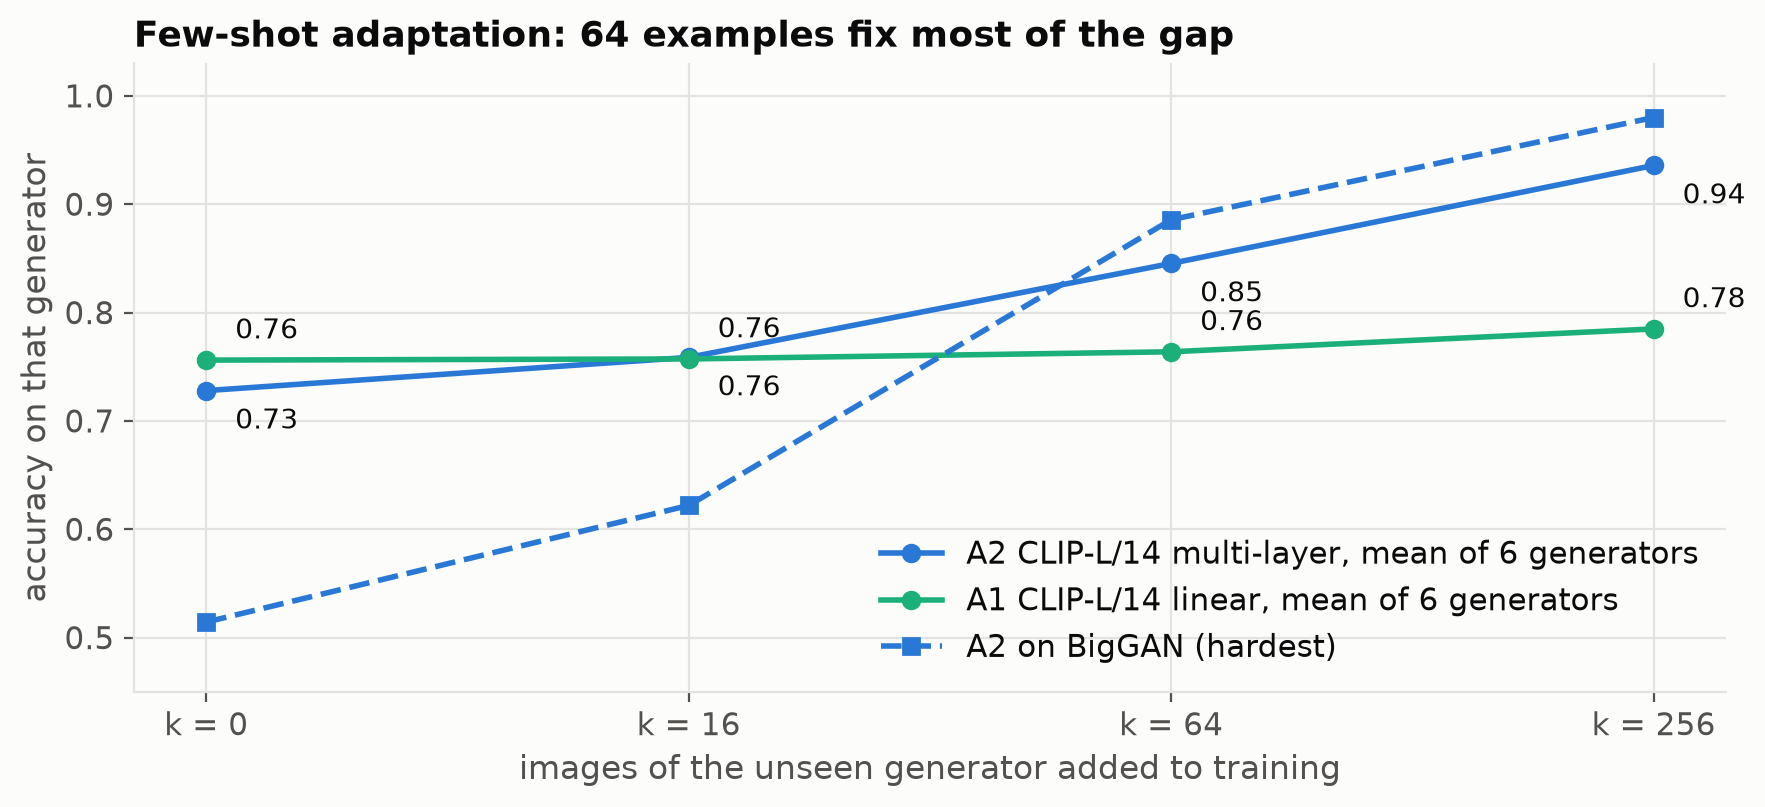 Few-shot adaptation: 64 examples fix most of the gap
accuracy on that generator
1.0
0.9
0.8
0.7
0.6
0.5
0.76
0.73
0.76
0.76
0.85
0.76
0.94
0.78
A2 CLIP-L/14 multi-layer, mean of 6 generators
A1 CLIP-L/14 linear, mean of 6 generators
A2 on BigGAN (hardest)
k = 0
k = 16
k = 64
k = 256
images of the unseen generator added to training